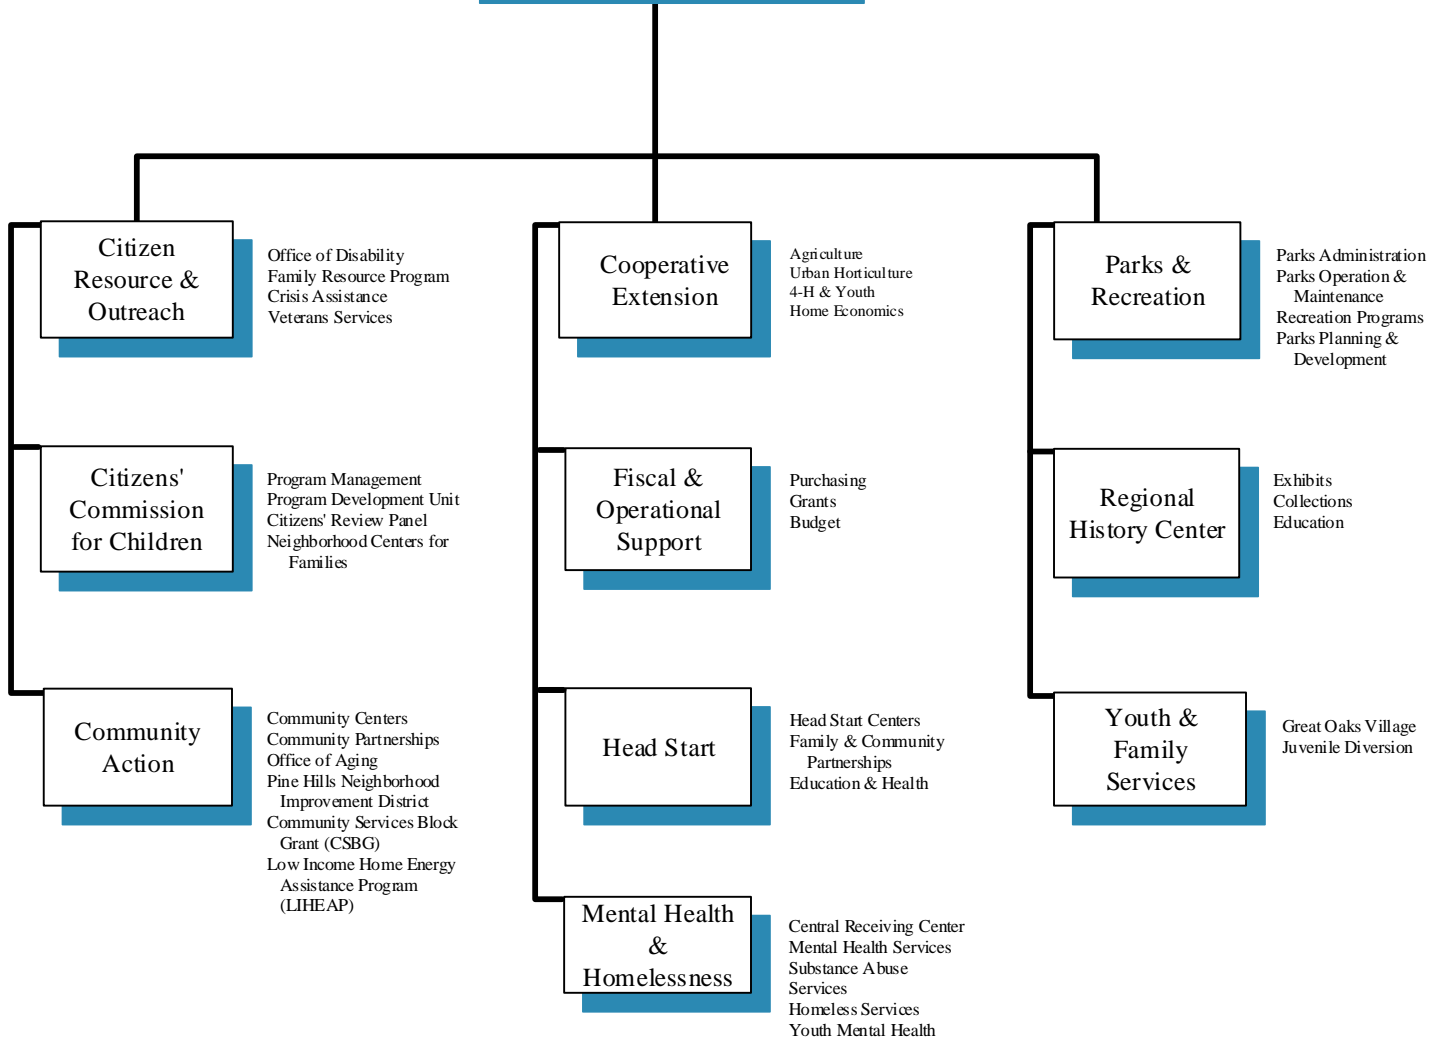 Citizen
Resource &
Outreach
Office of Disability
Family Resource Program
Crisis Assistance
Veterans Services
Cooperative
Extension
Agriculture
Urban Horticulture
4-H & Youth
Home Economics
Parks &
Recreation
Parks Administration
Parks Operation &
Maintenance
Recreation Programs
Parks Planning &
Development
Citizens'
Commission
for Children
Program Management
Program Development Unit
Citizens' Review Panel
Neighborhood Centers for
Families
Fiscal &
Operational
Support
Purchasing
Grants
Budget
Regional
History Center
Exhibits
Collections
Education
Community
Action
Community Centers
Community Partnerships
Office of Aging
Pine Hills Neighborhood
Improvement District
Community Services Block
Grant (CSBG)
Low Income Home Energy
Assistance Program
(LIHEAP)
Head Start
Head Start Centers
Family & Community
Partnerships
Education & Health
Youth &
Family
Services
Great Oaks Village
Juvenile Diversion
Mental Health
&
Homelessness
Central Receiving Center
Mental Health Services
Substance Abuse
Services
Homeless Services
Youth Mental Health